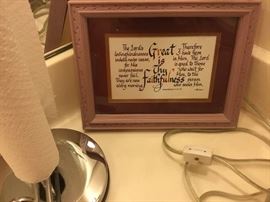 The Lord's
lovingkindnesses
indeed never cease,
for His
compassions
never fail.
They are new
every morning
Great
is
thy
faithfulness
Therefore
I have hope
in Him. The Lord
is good to those
who wait for
Him, to the
person
who seeks Him.